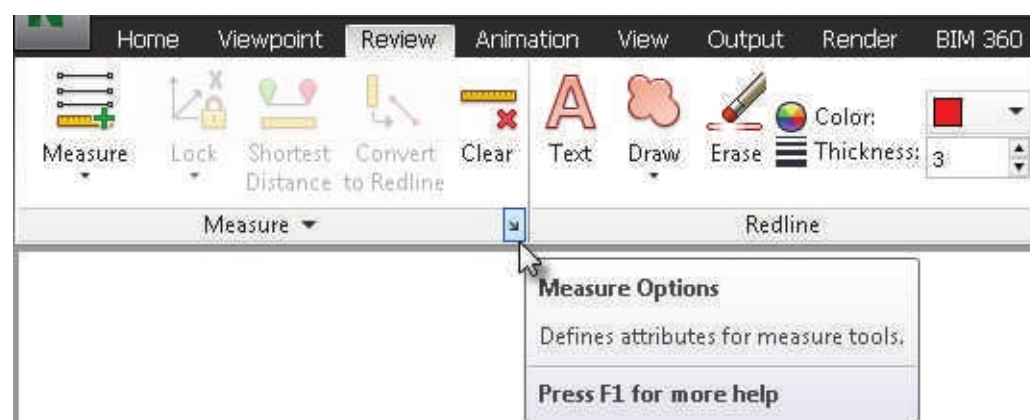 Home Viewpoint Review Animation View Output Render BIM 360
Measure Lock Shortest Distance Convert to Redline Clear Text Draw Erase Color: Thickness: 3
Measure Redline
Measure Options
Defines attributes for measure tools.
Press F1 for more help